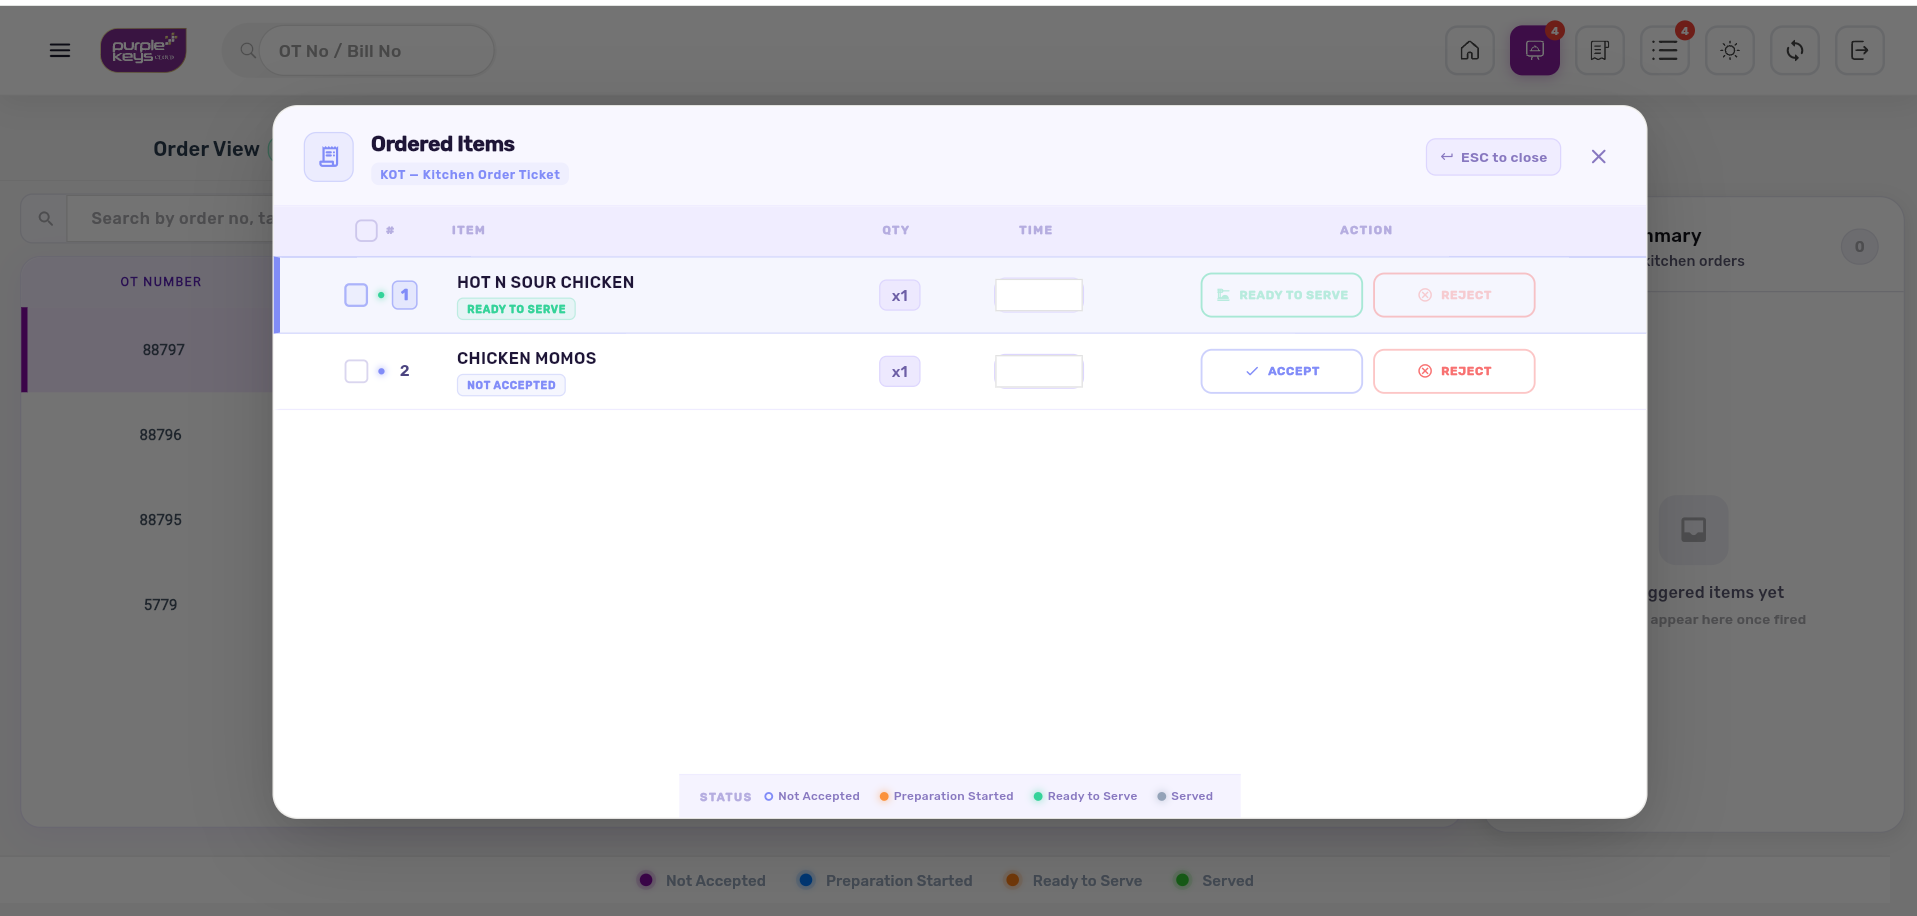 purple
keys
OT No / Bill No
4
4
Order View
Ordered Items
KOT – Kitchen Order Ticket
ESC to close
Search by order no, ta
# ITEM QTY TIME ACTION
mmary
kitchen orders
0
OT NUMBER
1 HOT N SOUR CHICKEN
READY TO SERVE
x1
READY TO SERVE
REJECT
88797
2 CHICKEN MOMOS
NOT ACCEPTED
x1
ACCEPT
REJECT
88796
88795
5779
ggered items yet
appear here once fired
STATUS Not Accepted Preparation Started Ready to Serve Served
Not Accepted Preparation Started Ready to Serve Served